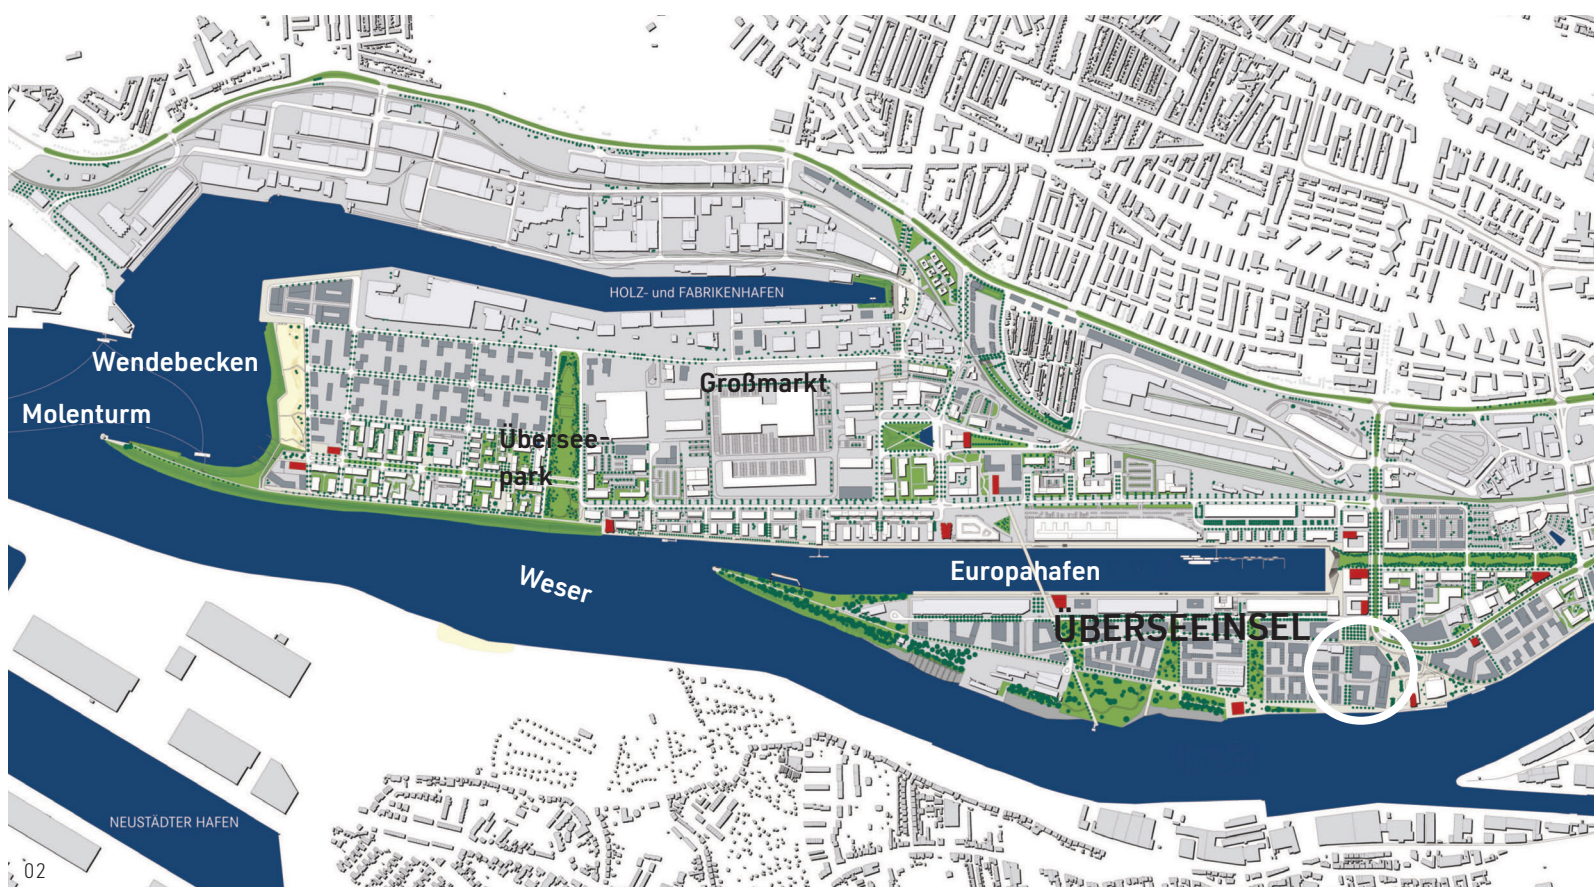 HOLZ- und FABRIKENHAFEN
Wendebecken
Großmarkt
Molenturm
Übersee-
park
Europahafen
Weser
ÜBERSEEINSEL
NEUSTÄDTER HAFEN
02